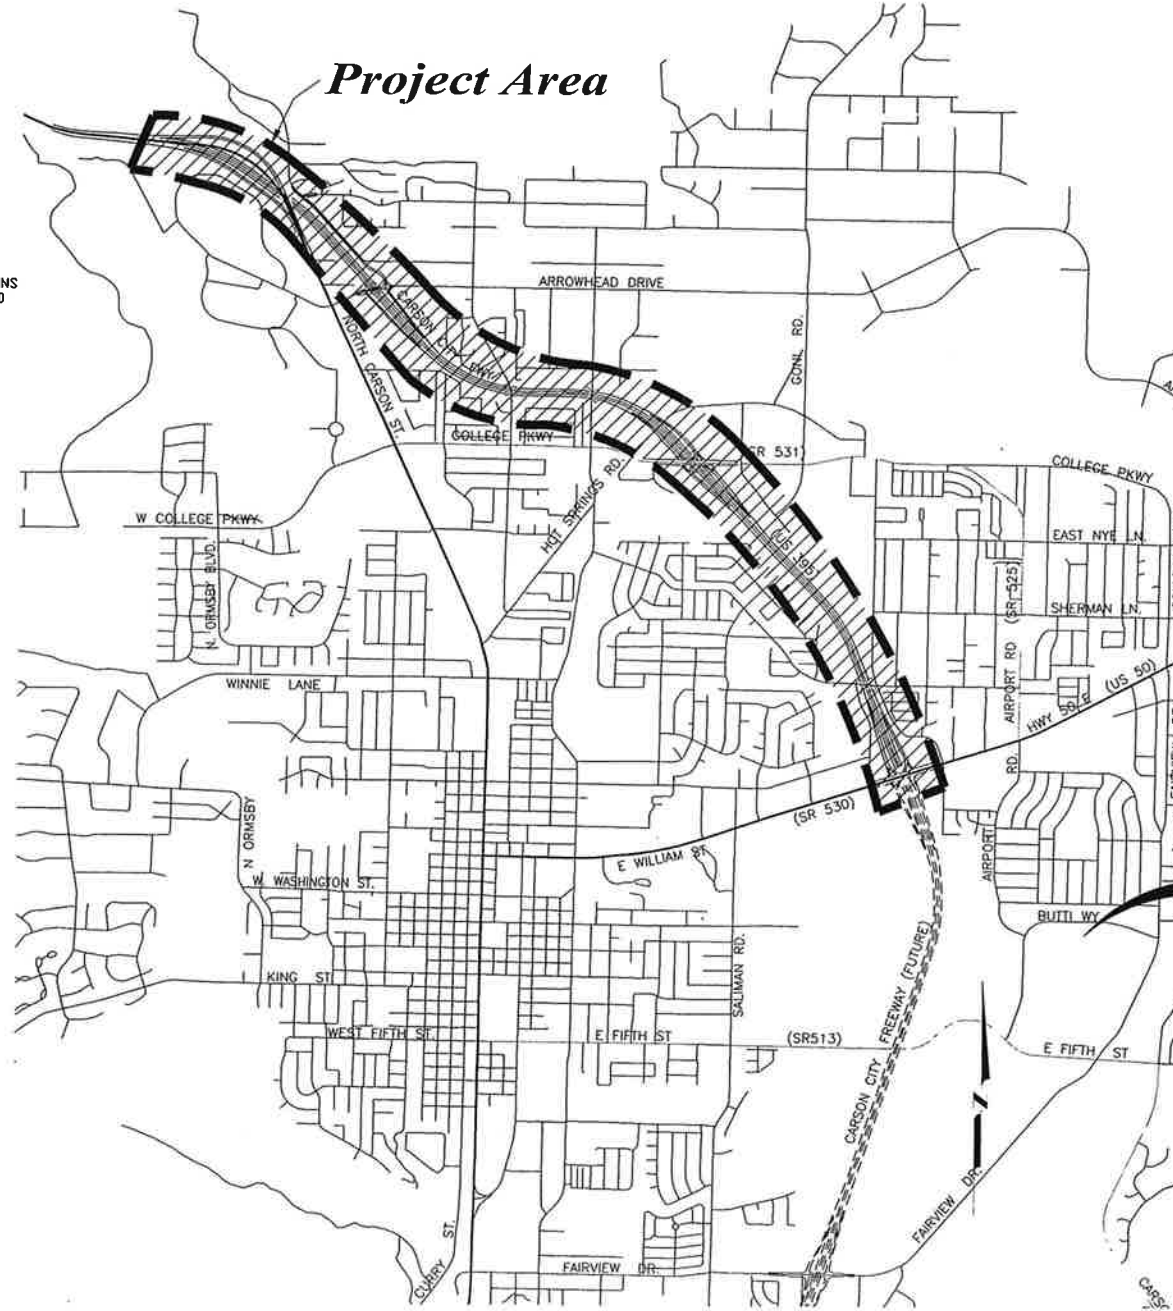 Project Area
NS
ARROWHEAD DRIVE
GONI RD.
CARSON CITY FWY
NORTH CARSON ST.
COLLEGE PKWY
(SR 531)
HOT SPRINGS RD.
COLLEGE PKWY
W COLLEGE PKWY
EAST NYE LN.
(US 395)
N. ORMSBY BLVD.
(SR 525)
SHERMAN LN.
WINNIE LANE
AIRPORT RD
HWY 50 E
(US 50)
RD.
(SR 530)
N ORMSBY
E WILLIAM ST
AIRPORT
W. WASHINGTON ST.
BUTTI WY
KING ST
SALIMAN RD.
CARSON CITY FREEWAY (FUTURE)
WEST FIFTH ST.
E FIFTH ST
(SR513)
E FIFTH ST
N
FAIRVIEW DR.
CURRY ST.
FAIRVIEW DR.